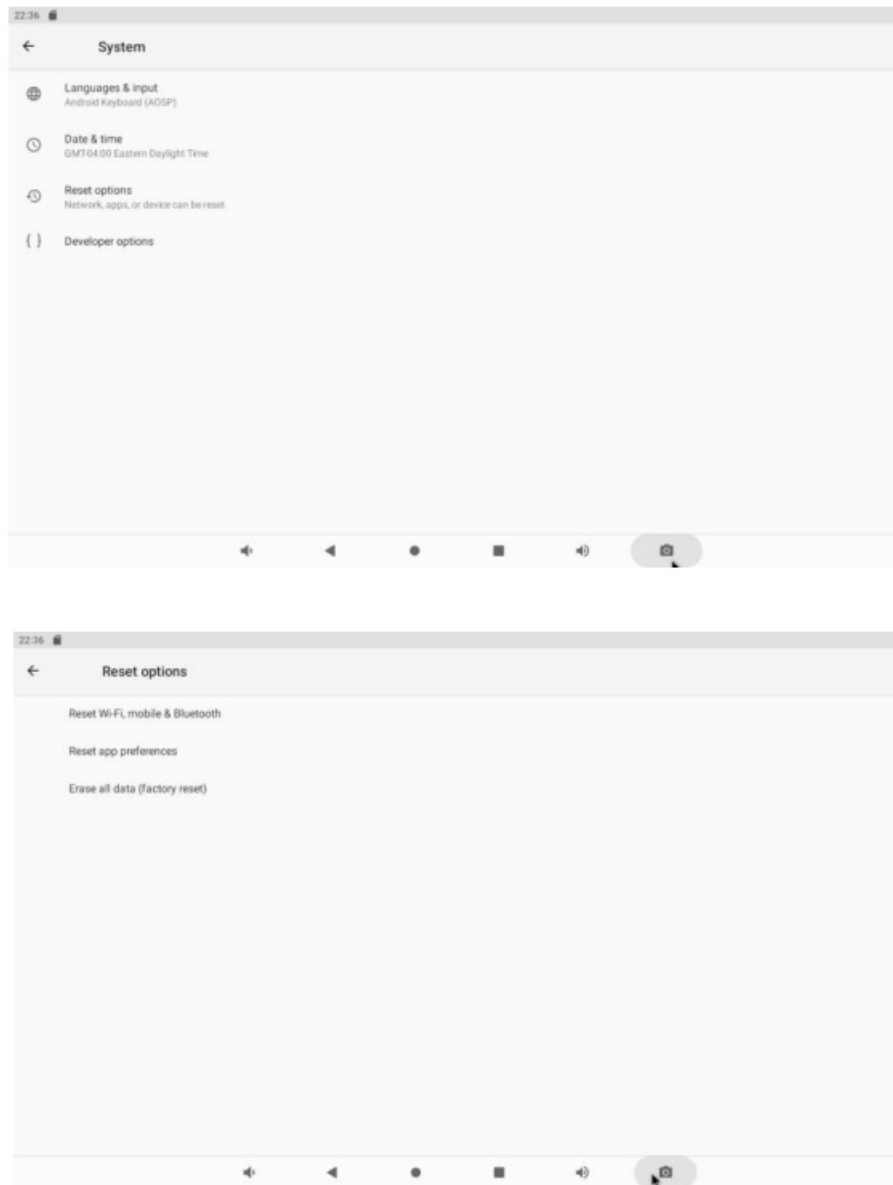 22:36
System
Languages & input
Android Keyboard (AOSP)
Date & time
GMT-04:00 Eastern Daylight Time
Reset options
Network, apps, or device can be reset
{ } Developer options
22:36
Reset options
Reset Wi-Fi, mobile & Bluetooth
Reset app preferences
Erase all data (factory reset)